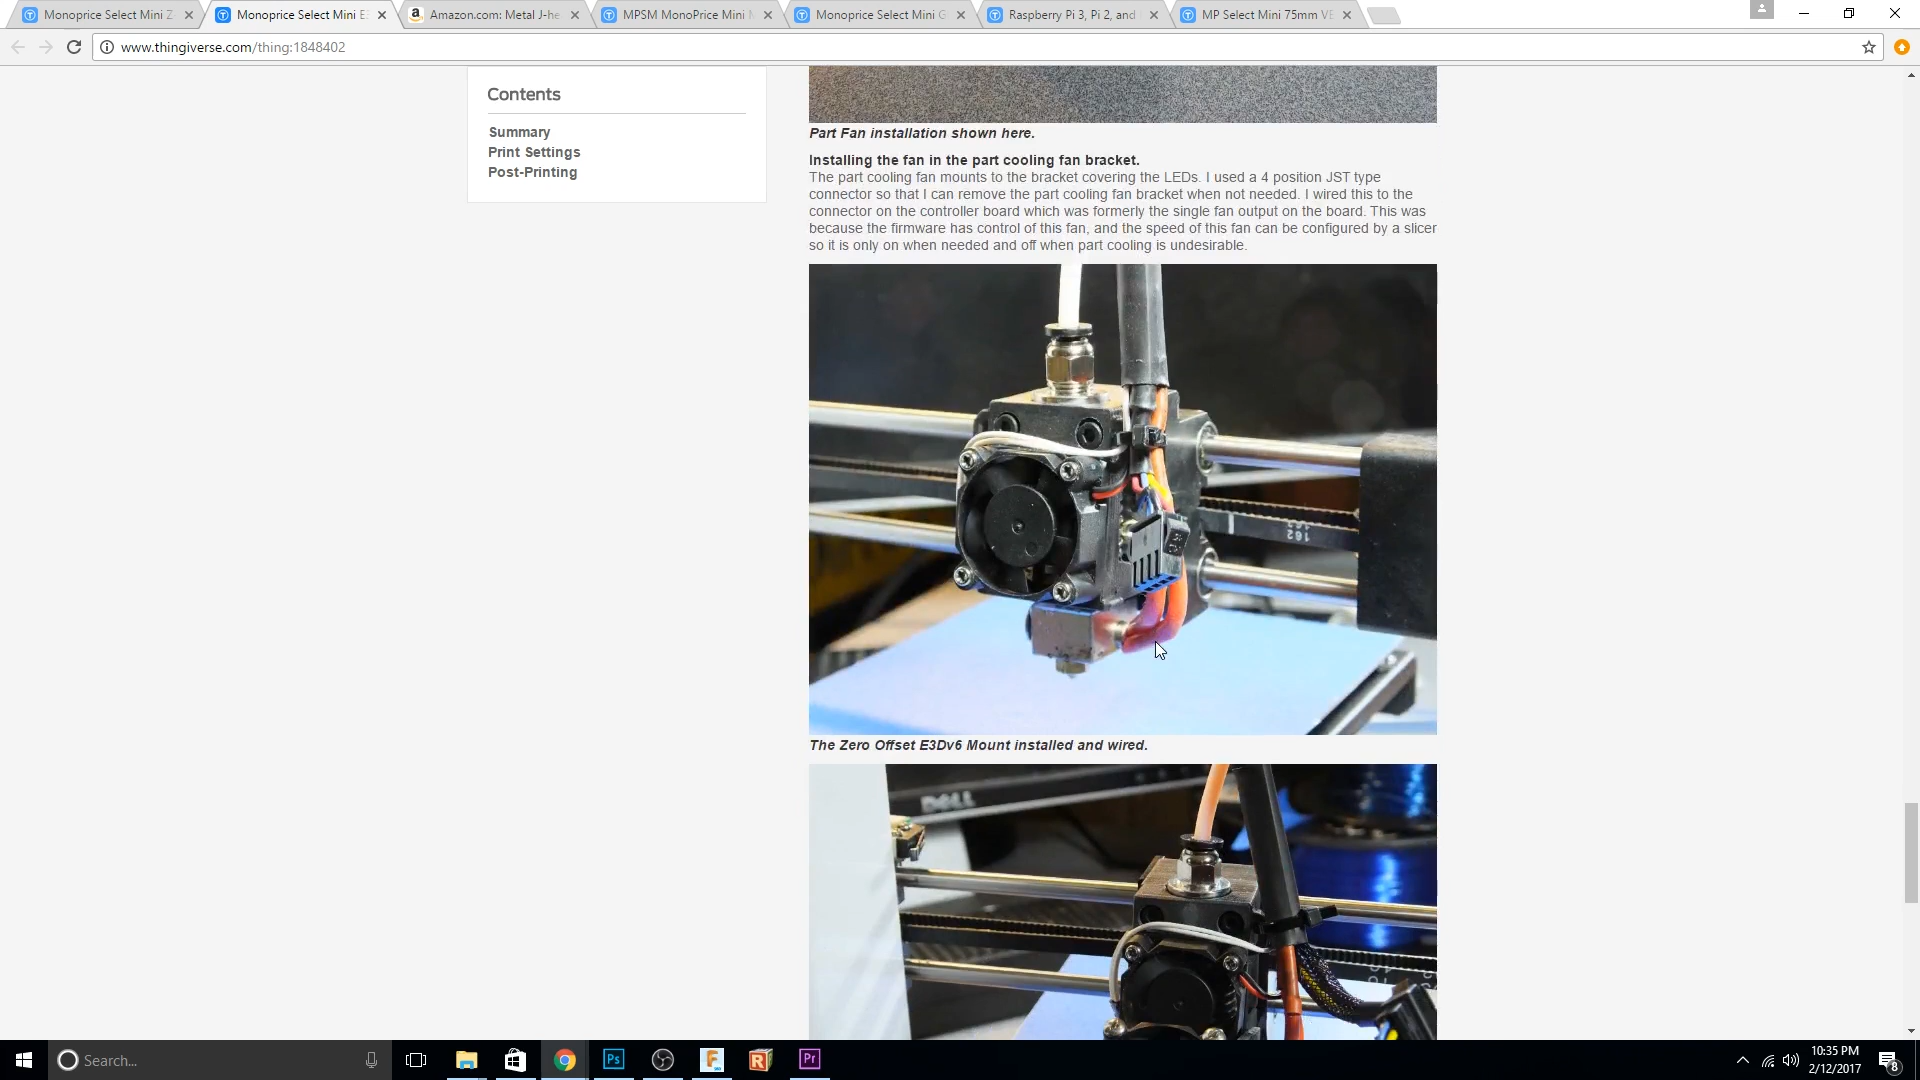 Monoprice Select Mini Z
Monoprice Select Mini E
Amazon.com: Metal J-he
MPSM MonoPrice Mini
Monoprice Select Mini G
Raspberry Pi 3, Pi 2, and
MP Select Mini 75mm VE
www.thingiverse.com/thing:1848402
Contents
Summary
Print Settings
Post-Printing
Part Fan installation shown here.
Installing the fan in the part cooling fan bracket.
The part cooling fan mounts to the bracket covering the LEDs. I used a 4 position JST type
connector so that I can remove the part cooling fan bracket when not needed. I wired this to the
connector on the controller board which was formerly the single fan output on the board. This was
because the firmware has control of this fan, and the speed of this fan can be configured by a slicer
so it is only on when needed and off when part cooling is undesirable.
162
The Zero Offset E3Dv6 Mount installed and wired.
DELL
Search...
Ps
F
R
Pr
10:35 PM
2/12/2017
8